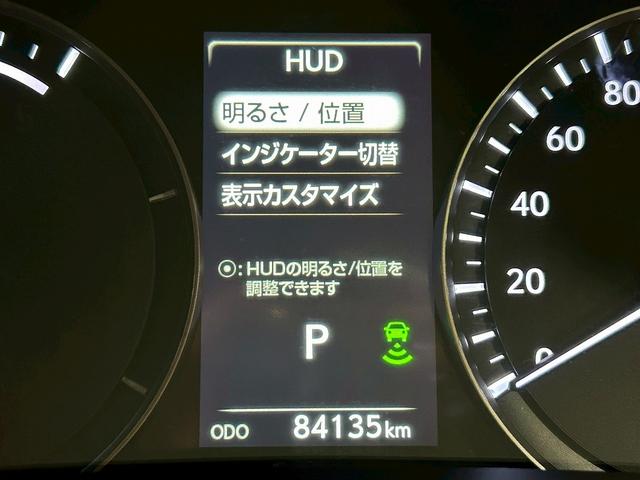 HUD
明るさ / 位置
インジケーター切替
表示カスタマイズ
⦿:HUDの明るさ/位置を
調整できます
P
ODO 84135km
80
60
40
20
0